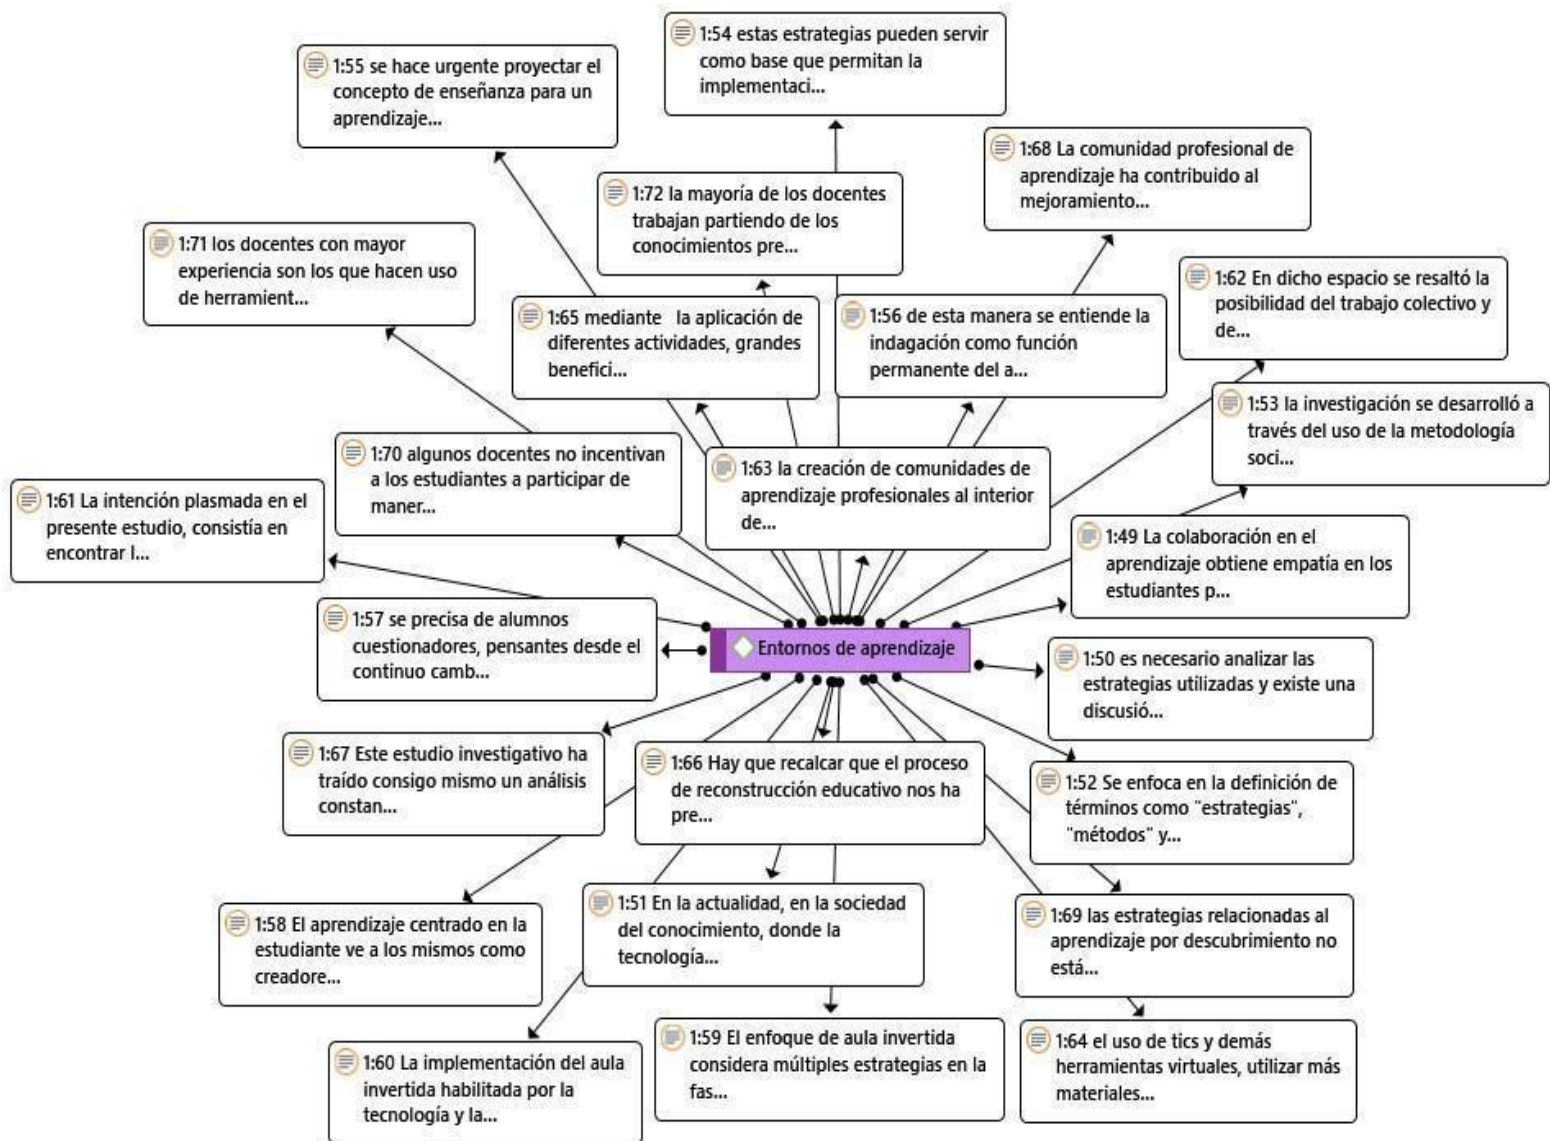 1:54 estas estrategias pueden servir
como base que permitan la
implementaci...
1:55 se hace urgente proyectar el
concepto de enseñanza para un
aprendizaje...
1:68 La comunidad profesional de
aprendizaje ha contribuido al
mejoramiento...
1:72 la mayoría de los docentes
trabajan partiendo de los
conocimientos pre...
1:71 los docentes con mayor
experiencia son los que hacen uso
de herramient...
1:62 En dicho espacio se resaltó la
posibilidad del trabajo colectivo y
de...
1:65 mediante la aplicación de
diferentes actividades, grandes
benefici...
1:56 de esta manera se entiende la
indagación como función
permanente del a...
1:53 la investigación se desarrolló a
través del uso de la metodología
soci...
1:70 algunos docentes no incentivan
a los estudiantes a participar de
maner...
1:63 la creación de comunidades de
aprendizaje profesionales al interior
de...
1:61 La intención plasmada en el
presente estudio, consistía en
encontrar l...
1:49 La colaboración en el
aprendizaje obtiene empatía en los
estudiantes p...
1:57 se precisa de alumnos
cuestionadores, pensantes desde el
continuo camb...
Entornos de aprendizaje
1:50 es necesario analizar las
estrategias utilizadas y existe una
discusió...
1:67 Este estudio investigativo ha
traído consigo mismo un análisis
constan...
1:66 Hay que recalcar que el proceso
de reconstrucción educativo nos ha
pre...
1:52 Se enfoca en la definición de
términos como "estrategias",
"métodos" y...
1:58 El aprendizaje centrado en la
estudiante ve a los mismos como
creadore...
1:51 En la actualidad, en la sociedad
del conocimiento, donde la
tecnología...
1:69 las estrategias relacionadas al
aprendizaje por descubrimiento no
está...
1:60 La implementación del aula
invertida habilitada por la
tecnología y la...
1:59 El enfoque de aula invertida
considera múltiples estrategias en la
fas...
1:64 el uso de tics y demás
herramientas virtuales, utilizar más
materiales...